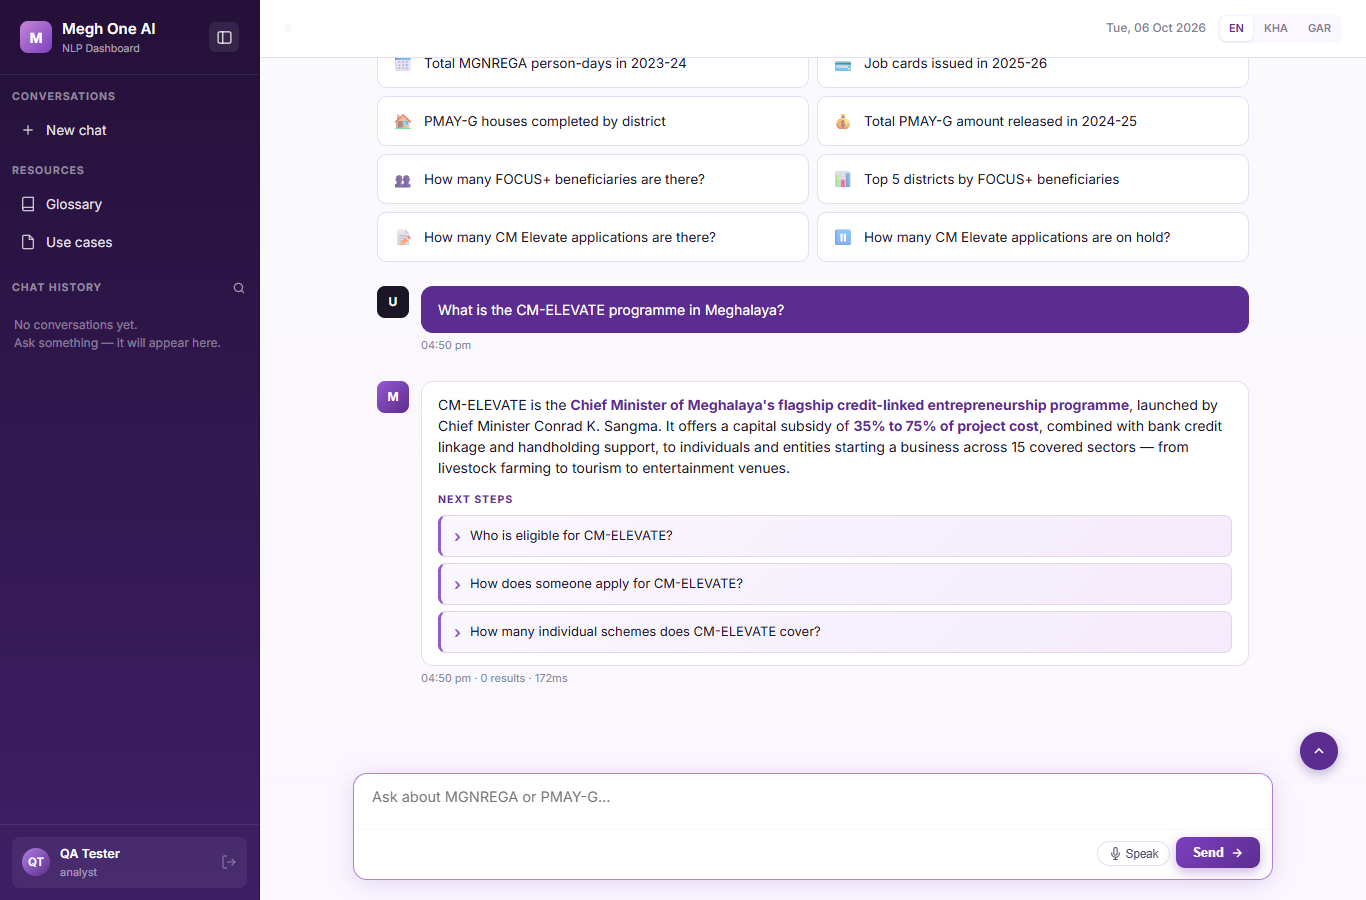 M
Megh One AI
NLP Dashboard
CONVERSATIONS
New chat
RESOURCES
Glossary
Use cases
CHAT HISTORY
No conversations yet.
Ask something — it will appear here.
QT
QA Tester
analyst
Tue, 06 Oct 2026
EN
KHA
GAR
Total MGNREGA person-days in 2023-24
Job cards issued in 2025-26
PMAY-G houses completed by district
Total PMAY-G amount released in 2024-25
How many FOCUS+ beneficiaries are there?
Top 5 districts by FOCUS+ beneficiaries
How many CM Elevate applications are there?
How many CM Elevate applications are on hold?
U
What is the CM-ELEVATE programme in Meghalaya?
04:50 pm
M
CM-ELEVATE is the Chief Minister of Meghalaya's flagship credit-linked entrepreneurship programme, launched by
Chief Minister Conrad K. Sangma. It offers a capital subsidy of 35% to 75% of project cost, combined with bank credit
linkage and handholding support, to individuals and entities starting a business across 15 covered sectors — from
livestock farming to tourism to entertainment venues.
NEXT STEPS
Who is eligible for CM-ELEVATE?
How does someone apply for CM-ELEVATE?
How many individual schemes does CM-ELEVATE cover?
04:50 pm · 0 results · 172ms
Ask about MGNREGA or PMAY-G...
Speak
Send →